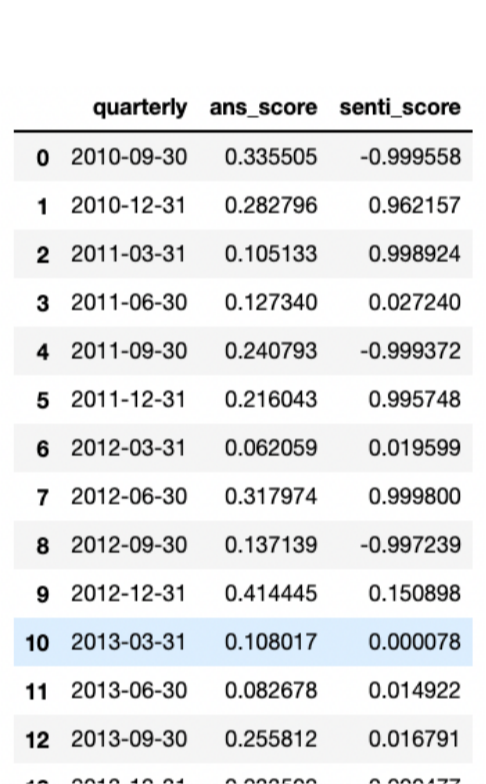 quarterly ans_score senti_score
0 2010-09-30 0.335505 -0.999558
1 2010-12-31 0.282796 0.962157
2 2011-03-31 0.105133 0.998924
3 2011-06-30 0.127340 0.027240
4 2011-09-30 0.240793 -0.999372
5 2011-12-31 0.216043 0.995748
6 2012-03-31 0.062059 0.019599
7 2012-06-30 0.317974 0.999800
8 2012-09-30 0.137139 -0.997239
9 2012-12-31 0.414445 0.150898
10 2013-03-31 0.108017 0.000078
11 2013-06-30 0.082678 0.014922
12 2013-09-30 0.255812 0.016791